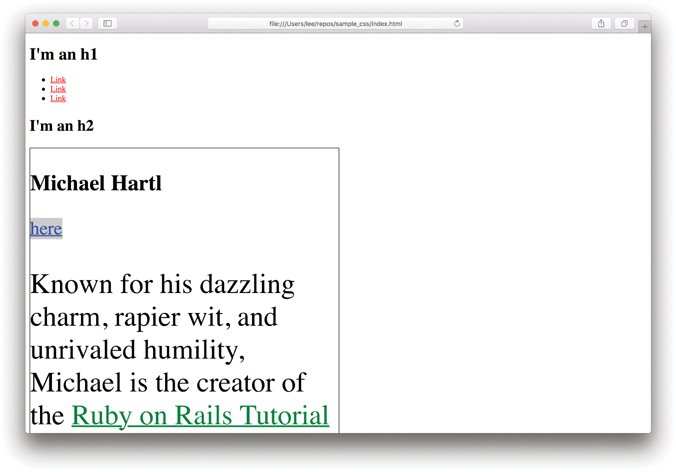 file:///Users/lee/repos/sample_css/index.html
I'm an h1
Link
Link
Link
I'm an h2
Michael Hartl
here
Known for his dazzling
charm, rapier wit, and
unrivaled humility,
Michael is the creator of
the Ruby on Rails Tutorial